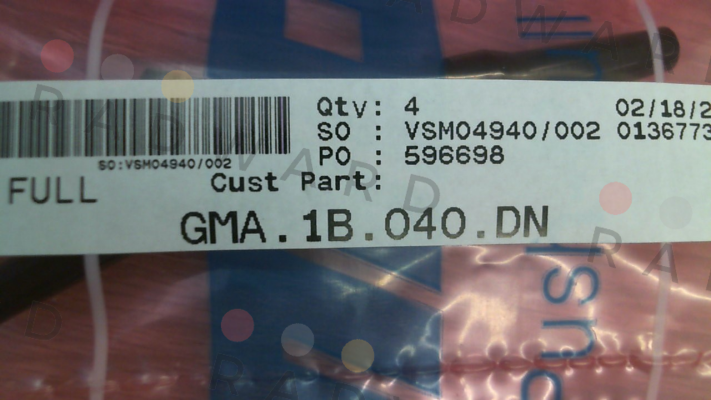 Qty: 4 02/18/2
SO : VSM04940/002 0136773
PO : 596698
SO:VSM04940/002
FULL Cust Part:
GMA.1B.040.DN